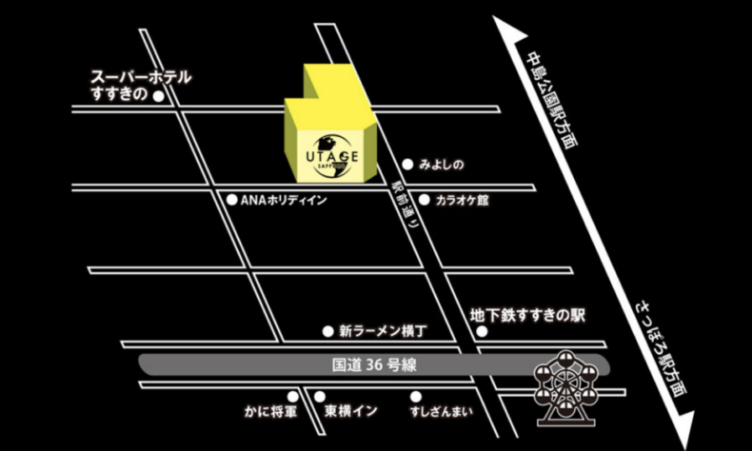 中島公園駅方面
スーパーホテル
すすきの
UTAGE
SAPPORO
みよしの
駅前通り
ANAホリディイン
カラオケ館
さっぽろ駅方面
地下鉄すすきの駅
新ラーメン横丁
国道36号線
かに将軍
東横イン
すしざんまい